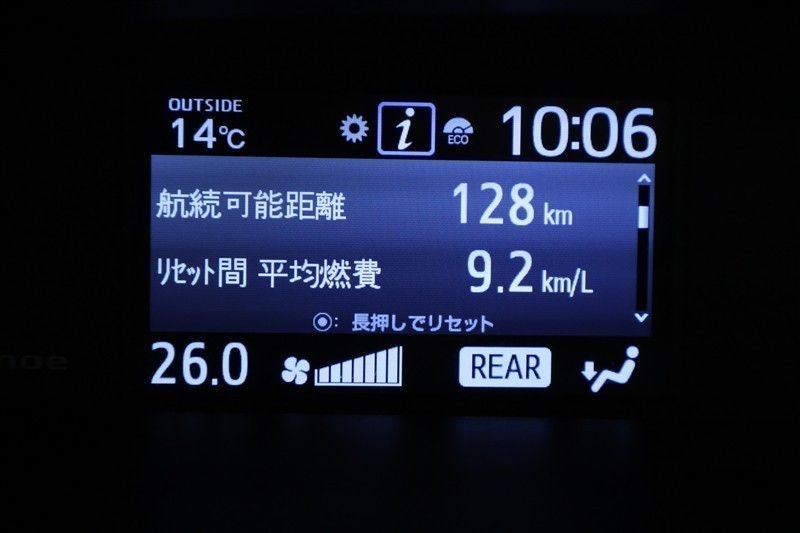 OUTSIDE
14℃
i
ECO
10:06
航続可能距離 128 km
リセット間 平均燃費 9.2 km/L
◉: 長押しでリセット
26.0
REAR